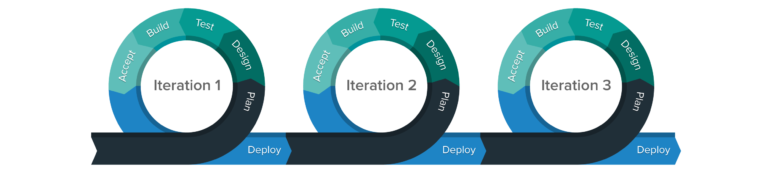 Plan
Design
Test
Build
Accept
Iteration 1
Deploy
Plan
Design
Test
Build
Accept
Iteration 2
Deploy
Plan
Design
Test
Build
Accept
Iteration 3
Deploy